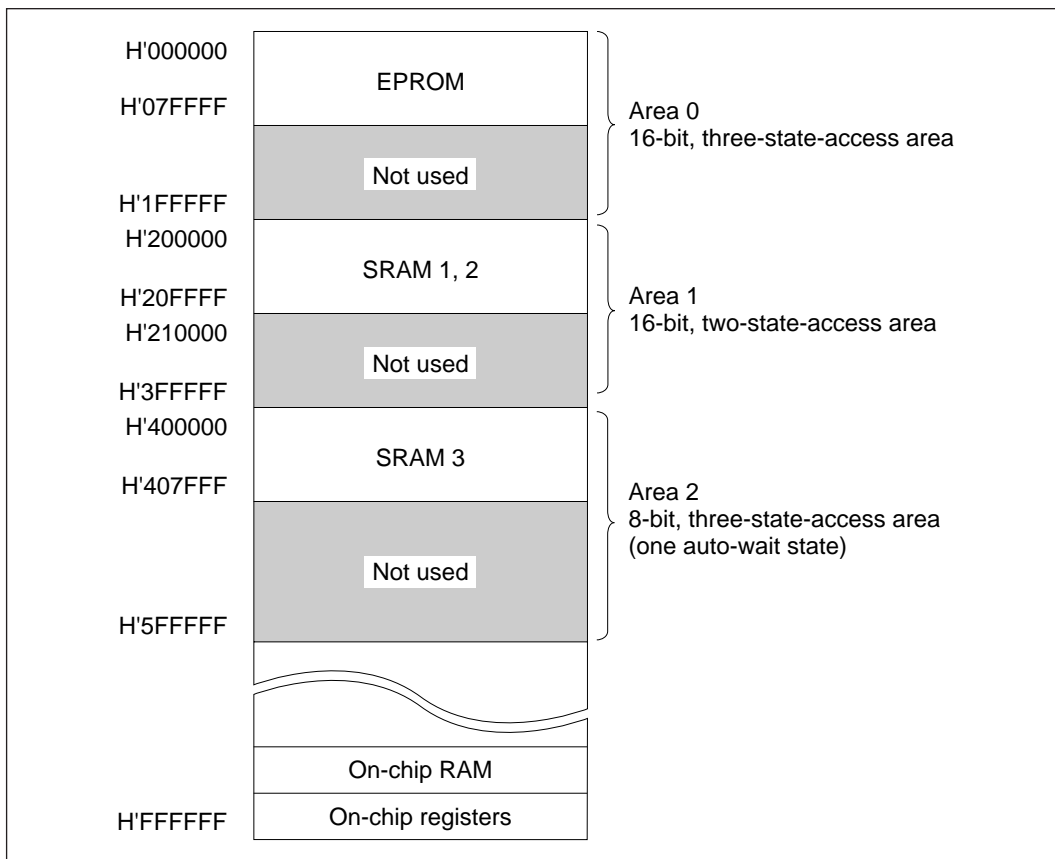 H'000000
EPROM
H'07FFFF
Area 0
16-bit, three-state-access area
Not used
H'1FFFFF
H'200000
SRAM 1, 2
H'20FFFF
Area 1
16-bit, two-state-access area
H'210000
Not used
H'3FFFFF
H'400000
SRAM 3
H'407FFF
Area 2
8-bit, three-state-access area
(one auto-wait state)
Not used
H'5FFFFF
On-chip RAM
On-chip registers
H'FFFFFF